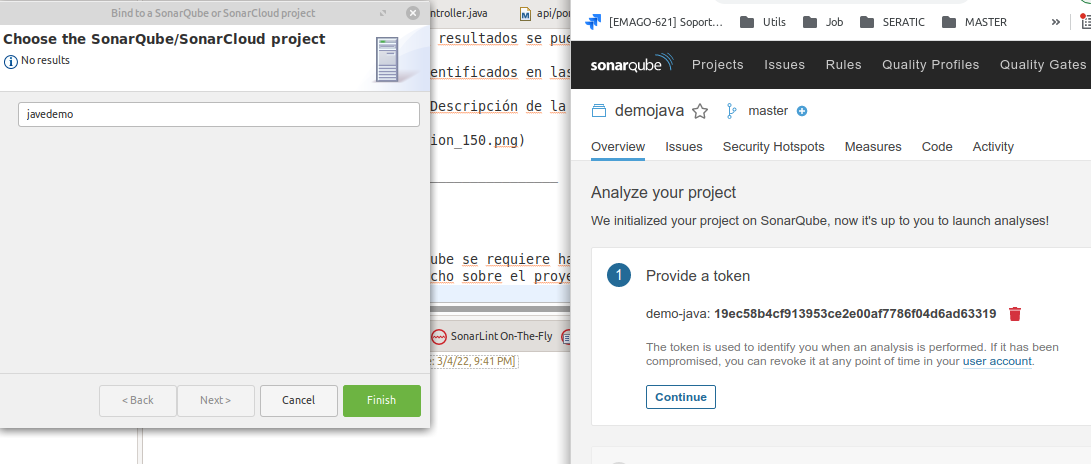 Bind to a SonarQube or SonarCloud project
Choose the SonarQube/SonarCloud project
No results
javedemo
< Back
Next >
Cancel
Finish
ntroller.java
api/por
resultados se pue
entificados en las
Descripción de la
ion_150.png)
ube se requiere ha
cho sobre el proye
SonarLint On-The-Fly
e: 3/4/22, 9:41 PM]
[EMAGO-621] Soport...
Utils
Job
SERATIC
MASTER
»
sonarqube
Projects
Issues
Rules
Quality Profiles
Quality Gates
demojava
master
Overview
Issues
Security Hotspots
Measures
Code
Activity
Analyze your project
We initialized your project on SonarQube, now it's up to you to launch analyses!
1
Provide a token
demo-java: 19ec58b4cf913953ce2e00af7786f04d6ad63319
The token is used to identify you when an analysis is performed. If it has been
compromised, you can revoke it at any point of time in your user account.
Continue